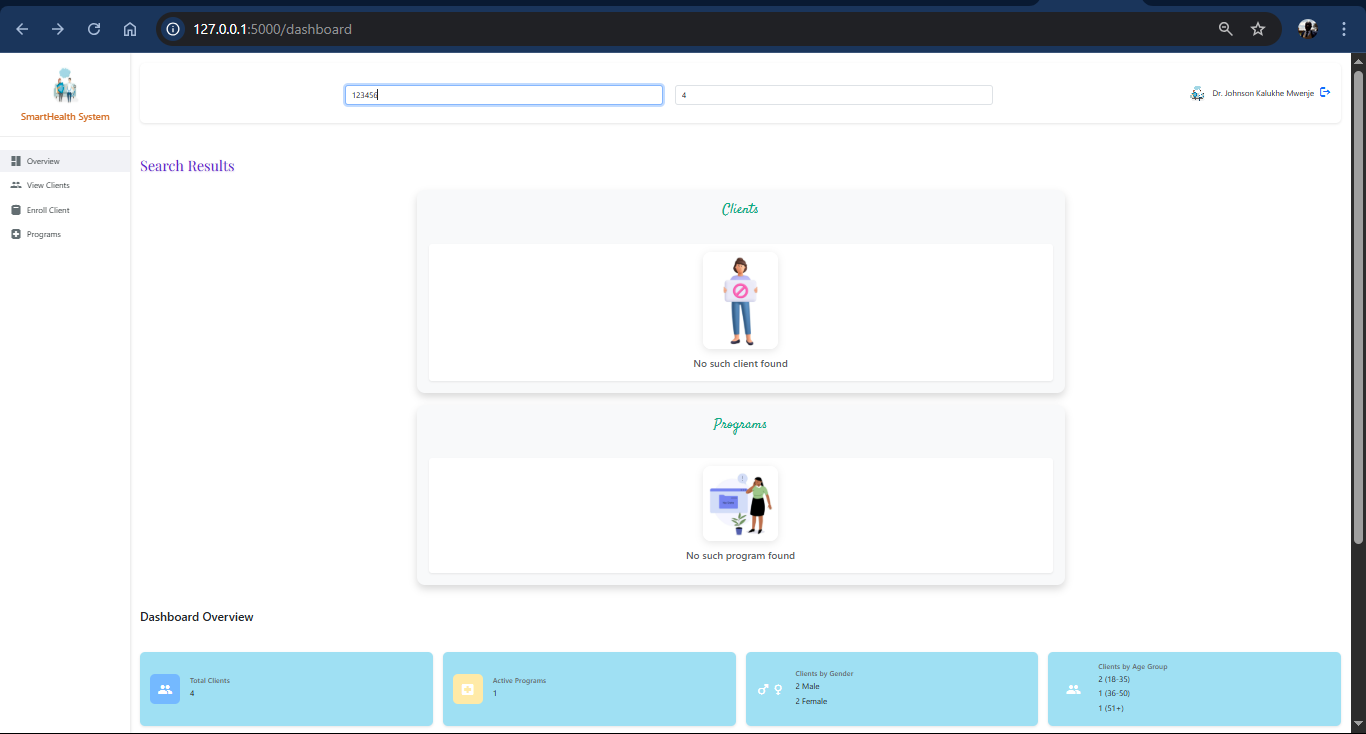 127.0.0.1:5000/dashboard
SmartHealth System
123456
4
Dr. Johnson Kalukhe Mwenje
Overview
View Clients
Enroll Client
Programs
Search Results
Clients
No such client found
Programs
No such program found
Dashboard Overview
Total Clients
4
Active Programs
1
Clients by Gender
2 Male
2 Female
Clients by Age Group
2 (18-35)
1 (36-50)
1 (51+)